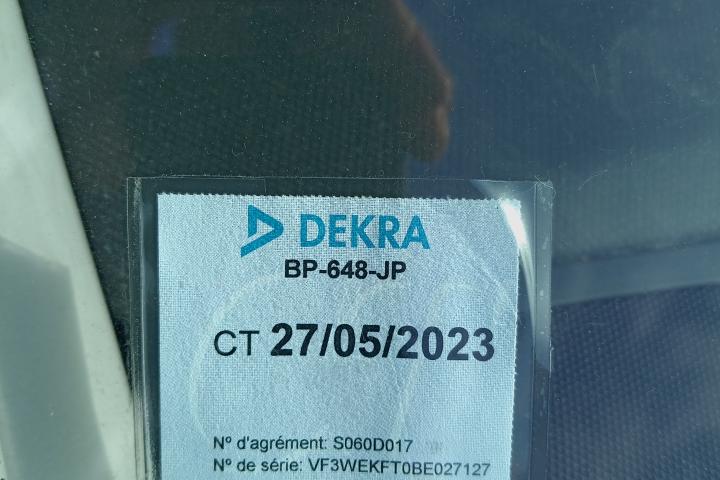 DEKRA
BP-648-JP
CT 27/05/2023
N° d'agrément: S060D017
N° de série: VF3WEKFT0BE027127